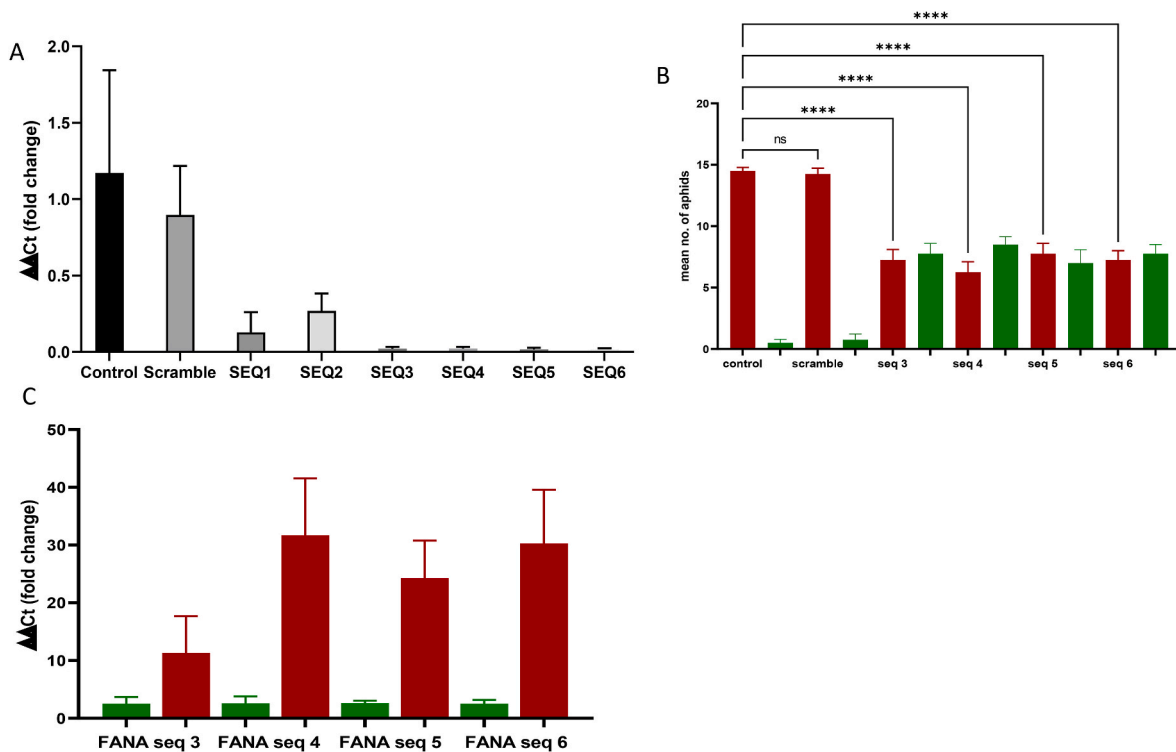 A
▲▲Ct (fold change)
2.0
1.5
1.0
0.5
0.0
Control Scramble SEQ1 SEQ2 SEQ3 SEQ4 SEQ5 SEQ6
B
****
****
****
****
ns
mean no. of aphids
20
15
10
5
0
control scramble seq 3 seq 4 seq 5 seq 6
C
▲▲Ct (fold change)
50
40
30
20
10
0
FANA seq 3 FANA seq 4 FANA seq 5 FANA seq 6